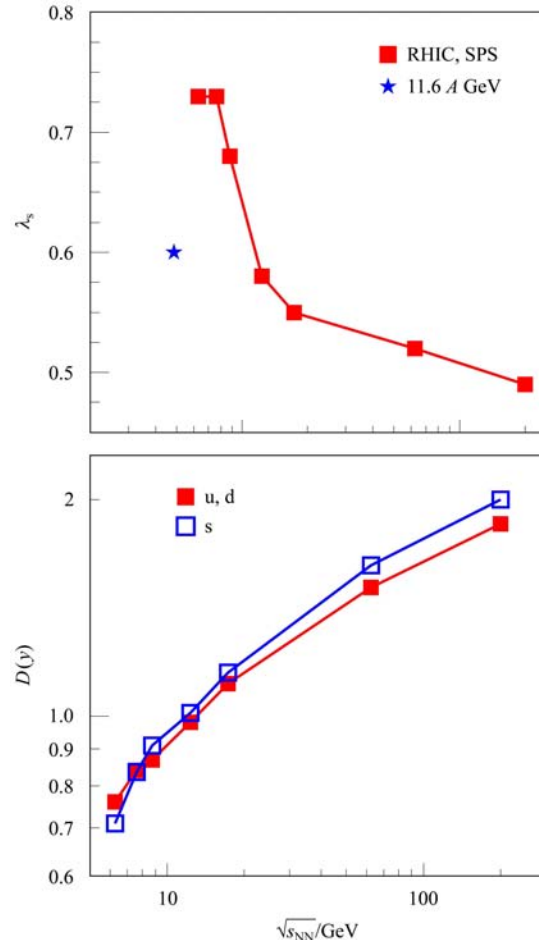 0.8
RHIC, SPS
11.6 A GeV
0.7
λs
0.6
0.5
2
u, d
s
D(y)
1.0
0.9
0.8
0.7
0.6
10
100
√sNN/GeV